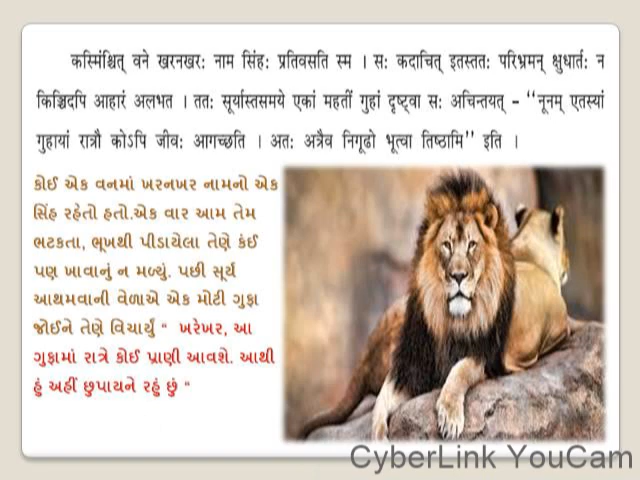 कस्मिंश्चित् वने खरनखरः नाम सिंहः प्रतिवसति स्म । सः कदाचित् इतस्ततः परिभ्रमन् क्षुधार्तः न
किञ्चिदपि आहारं अलभत । ततः सूर्यास्तसमये एकां महतीं गुहां दृष्ट्वा सः अचिन्तयत् - "नूनम् एतस्यां
गुहायां रात्रौ कोऽपि जीवः आगच्छति । अतः अत्रैव निगूढो भूत्वा तिष्ठामि" इति ।
કોઈ એક વનમાં ખરનખર નામનો એક
સિંહ રહેતો હતો.એક વાર આમ તેમ
ભટકતા, ભૂખથી પીડાયેલા તેણે કંઈ
પણ ખાવાનું ન મળ્યું. પછી સૂર્ય
આથમવાની વેળાએ એક મોટી ગુફા
જોઈને તેણે વિચાર્યું " ખરેખર, આ
ગુફામાં રાત્રે કોઈ પ્રાણી આવશે. આથી
હું અહીં છુપાયને રહું છું "
CyberLink YouCam